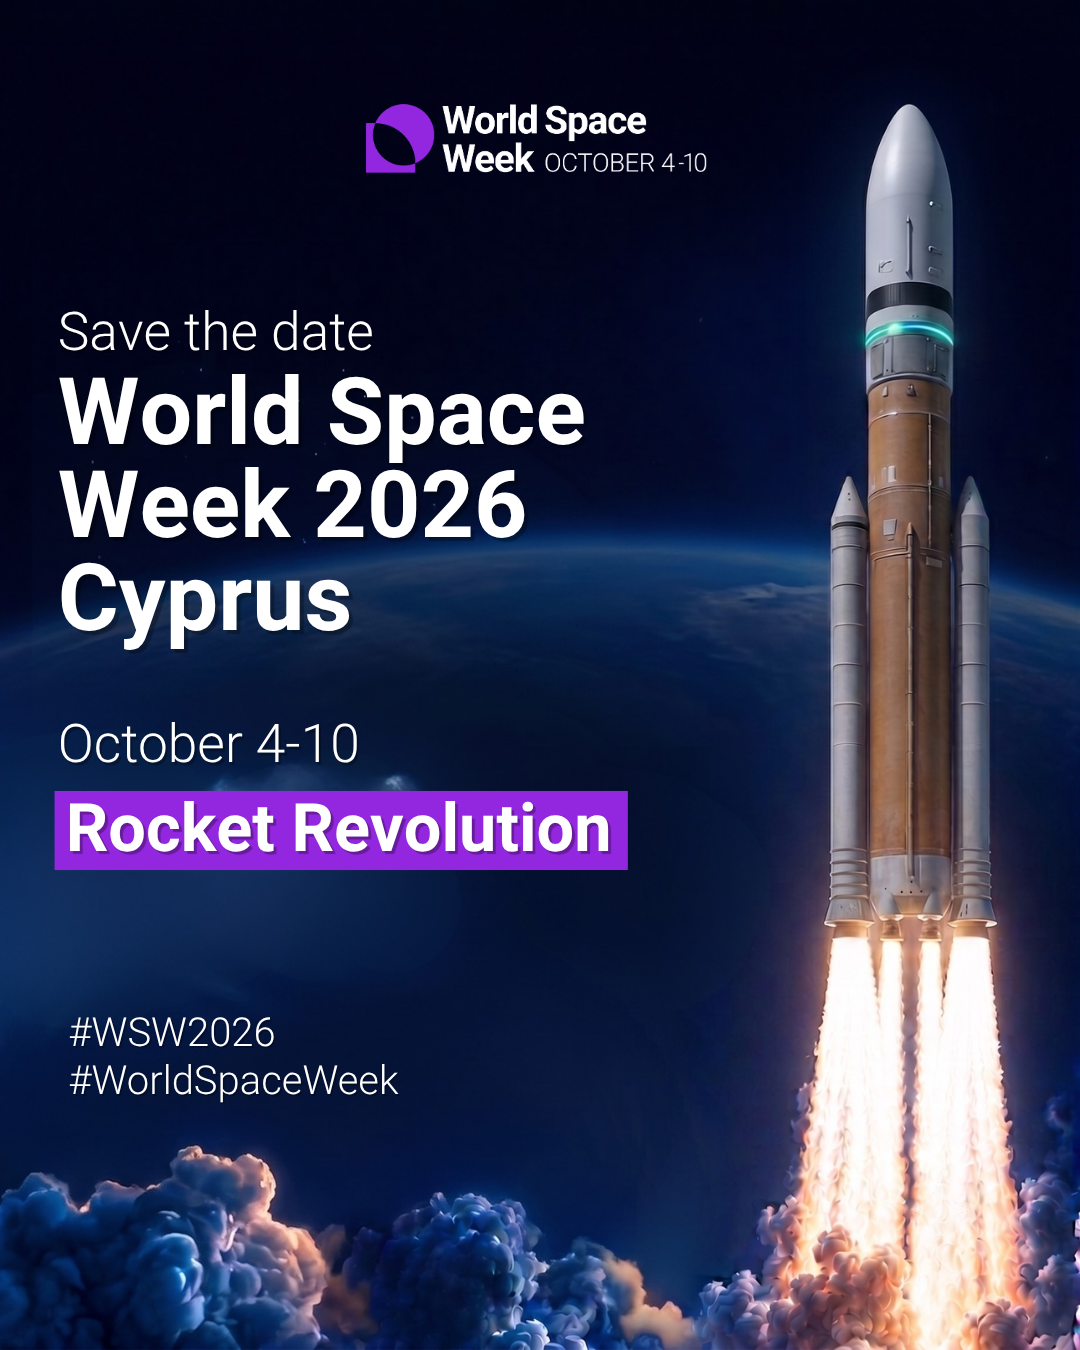 World Space
Week OCTOBER 4-10
Save the date
World Space
Week 2026
Cyprus
October 4-10
Rocket Revolution
#WSW2026
#WorldSpaceWeek